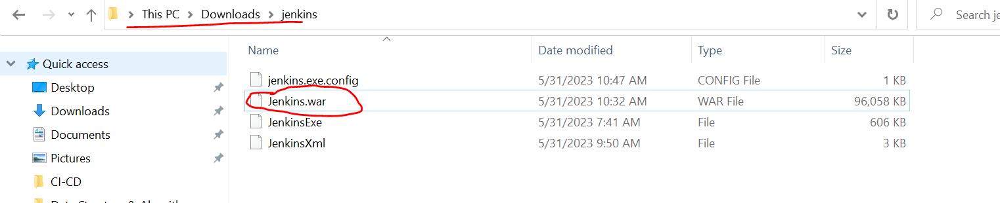 This PC > Downloads > jenkins Search je
Name Date modified Type Size
Quick access
jenkins.exe.config 5/31/2023 10:47 AM CONFIG File 1 KB
Desktop
Jenkins.war 5/31/2023 10:32 AM WAR File 96,058 KB
Downloads
JenkinsExe 5/31/2023 7:41 AM File 606 KB
Documents
JenkinsXml 5/31/2023 9:50 AM File 3 KB
Pictures
CI-CD